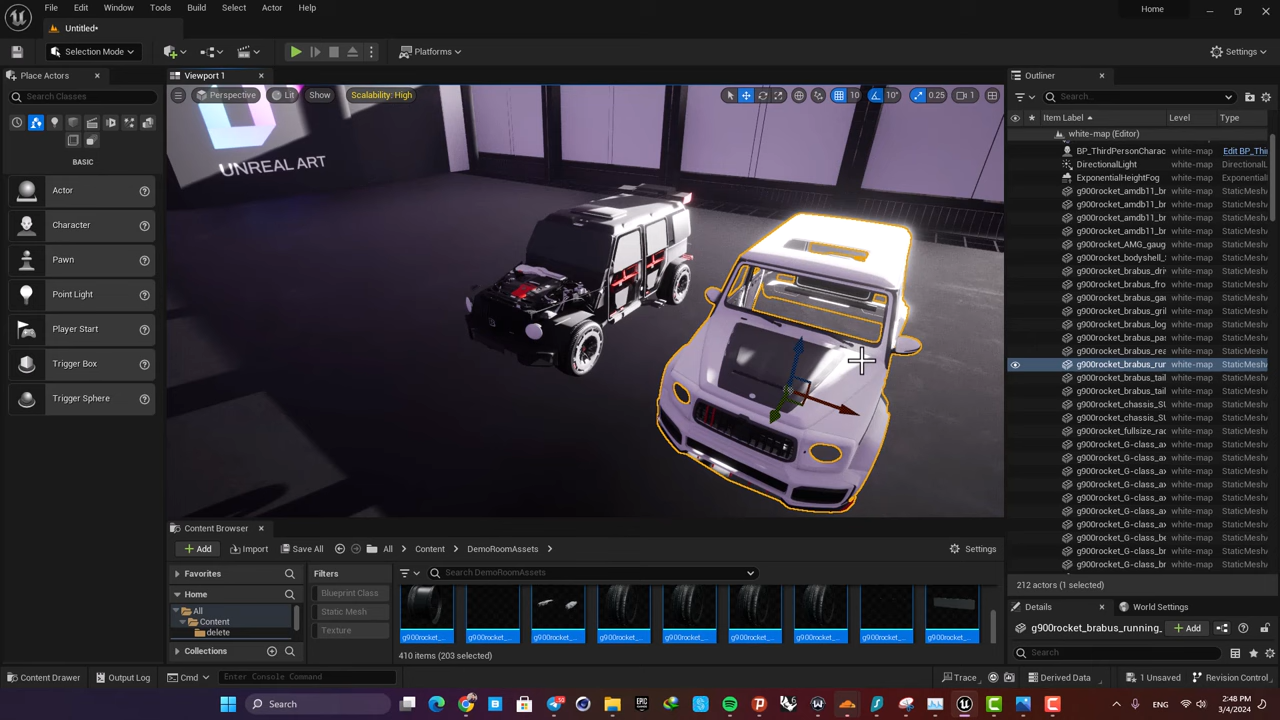 File Edit Window Tools Build Select Actor Help
Home
Untitled*
Selection Mode
Platforms
Settings
Place Actors
Viewport 1
Outliner
Search Classes
Perspective
Lit
Show
Scalability: High
10
10°
0.25
1
Search...
Item Label
Level
Type
BASIC
UNREAL ART
white-map (Editor)
BP_ThirdPersonCharac white-map Edit BP_Thi
DirectionalLight white-map DirectionalL
ExponentialHeightFog white-map Exponential
g900rocket_amdb11_br white-map StaticMesh
g900rocket_amdb11_br white-map StaticMesh
g900rocket_amdb11_br white-map StaticMesh
g900rocket_amdb11_br white-map StaticMesh
g900rocket_AMG_gaug white-map StaticMesh
g900rocket_bodyshell_ white-map StaticMesh
g900rocket_brabus_dri white-map StaticMesh
g900rocket_brabus_fro white-map StaticMesh
g900rocket_brabus_ga white-map StaticMesh
g900rocket_brabus_gril white-map StaticMesh
g900rocket_brabus_log white-map StaticMesh
g900rocket_brabus_pas white-map StaticMesh
g900rocket_brabus_rea white-map StaticMesh
g900rocket_brabus_rur white-map StaticMesh
g900rocket_brabus_tail white-map StaticMesh
g900rocket_brabus_tail white-map StaticMesh
g900rocket_chassis_SU white-map StaticMesh
g900rocket_chassis_SU white-map StaticMesh
g900rocket_fullsize_rac white-map StaticMesh
g900rocket_G-class_ax white-map StaticMesh
g900rocket_G-class_ax white-map StaticMesh
g900rocket_G-class_ax white-map StaticMesh
g900rocket_G-class_ax white-map StaticMesh
g900rocket_G-class_ax white-map StaticMesh
g900rocket_G-class_ax white-map StaticMesh
g900rocket_G-class_br white-map StaticMesh
g900rocket_G-class_br white-map StaticMesh
g900rocket_G-class_br white-map StaticMesh
g900rocket_G-class_br white-map StaticMesh
Actor
Character
Pawn
Point Light
Player Start
Trigger Box
Trigger Sphere
Content Browser
Add
Import
Save All
All
Content
DemoRoomAssets
Settings
Favorites
Filters
Search DemoRoomAssets
Home
Blueprint Class
Static Mesh
Texture
All
Content
delete
Collections
g900rocket_... g900rocket_... g900rocket_... g900rocket_... g900rocket_... g900rocket_... g900rocket_... g900rocket_... g900rocket_...
410 items (203 selected)
212 actors (1 selected)
Details
World Settings
g900rocket_brabus_running_
Add
Search
Content Drawer
Output Log
Cmd
Enter Console Command
Trace
Derived Data
1 Unsaved
Revision Control
Search
2:48 PM
3/4/2024